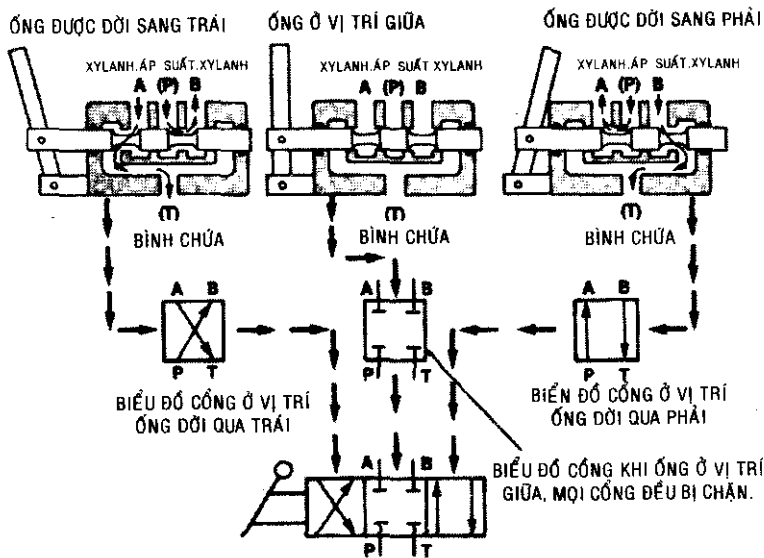 ỐNG ĐƯỢC DỜI SANG TRÁI
ỐNG Ở VỊ TRÍ GIỮA
ỐNG ĐƯỢC DỜI SANG PHẢI
XYLANH.ÁP SUẤT.XYLANH
A (P) B
XYLANH.ÁP SUẤT XYLANH
A (P) B
XYLANH.ÁP SUẤT.XYLANH
A (P) B
(T)
BÌNH CHỨA
(T)
BÌNH CHỨA
(T)
BÌNH CHỨA
A B
P T
A B
P T
A B
P T
BIỂU ĐỒ CỔNG Ở VỊ TRÍ
ỐNG DỜI QUA TRÁI
BIẾN ĐỒ CỔNG Ở VỊ TRÍ
ỐNG DỜI QUA PHẢI
BIỂU ĐỒ CỔNG KHI ỐNG Ở VỊ TRÍ
GIỮA, MỌI CỔNG ĐỀU BỊ CHẶN.
A B
P T